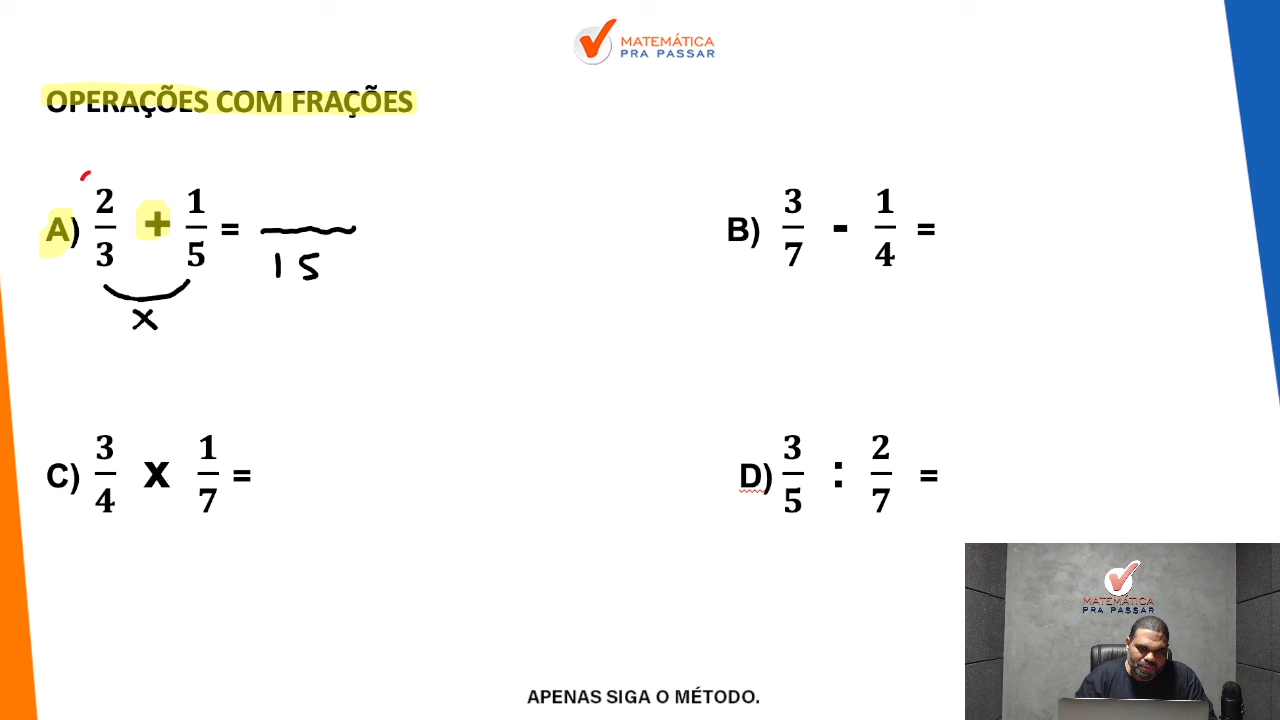 MATEMÁTICA
PRA PASSAR
OPERAÇÕES COM FRAÇÕES
A) 2/3 + 1/5 = /15
x
B) 3/7 - 1/4 =
C) 3/4 x 1/7 =
D) 3/5 : 2/7 =
MATEMÁTICA
PRA PASSAR
APENAS SIGA O MÉTODO.